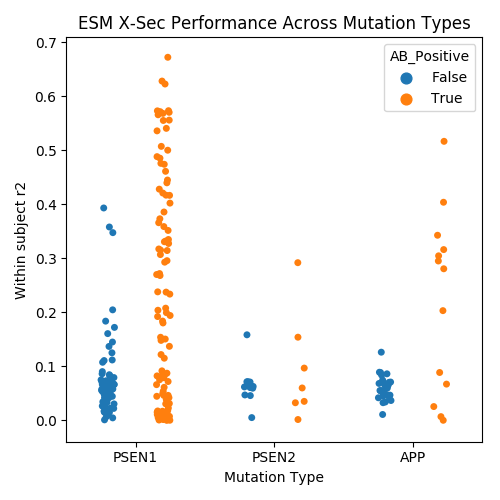 ESM X-Sec Performance Across Mutation Types
0.7
0.6
0.5
0.4
0.3
0.2
0.1
0.0
Within subject r2
AB_Positive
False
True
PSEN1
PSEN2
APP
Mutation Type